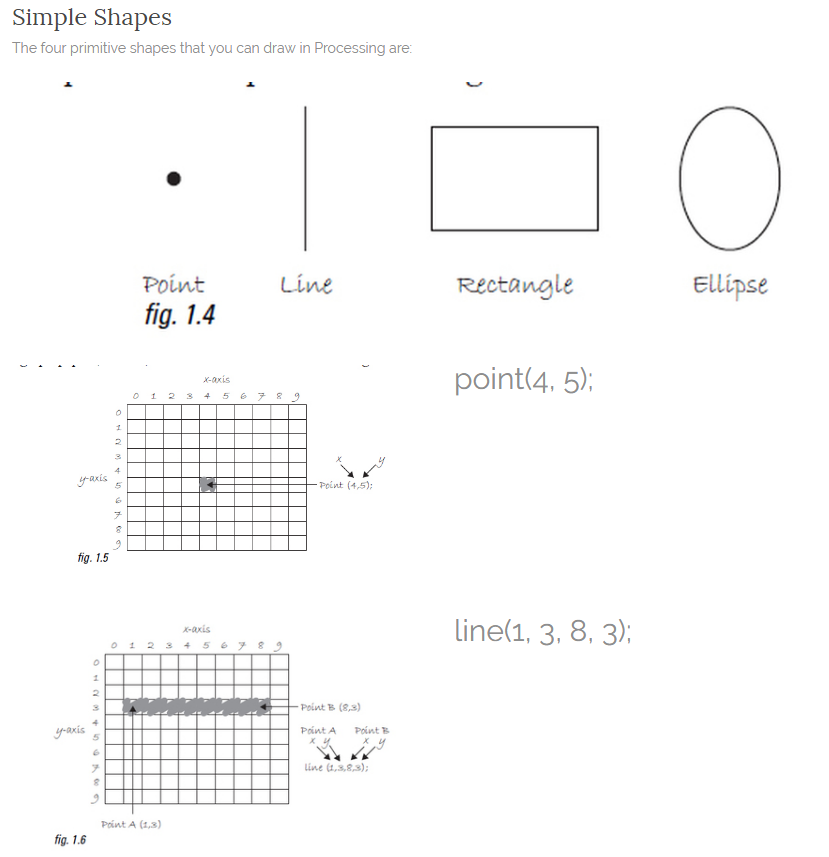 Simple Shapes
The four primitive shapes that you can draw in Processing are:
Point
Line
Rectangle
Ellipse
fig. 1.4
point(4, 5);
x-axis
0 1 2 3 4 5 6 7 8 9
0
1
2
3
4
y-axis
5
6
7
8
9
x y
Point (4,5);
fig. 1.5
line(1, 3, 8, 3);
x-axis
0 1 2 3 4 5 6 7 8 9
0
1
2
3
4
y-axis
5
6
7
8
9
Point B (8,3)
Point A Point B
x y x y
line (1,3,8,3);
Point A (1,3)
fig. 1.6